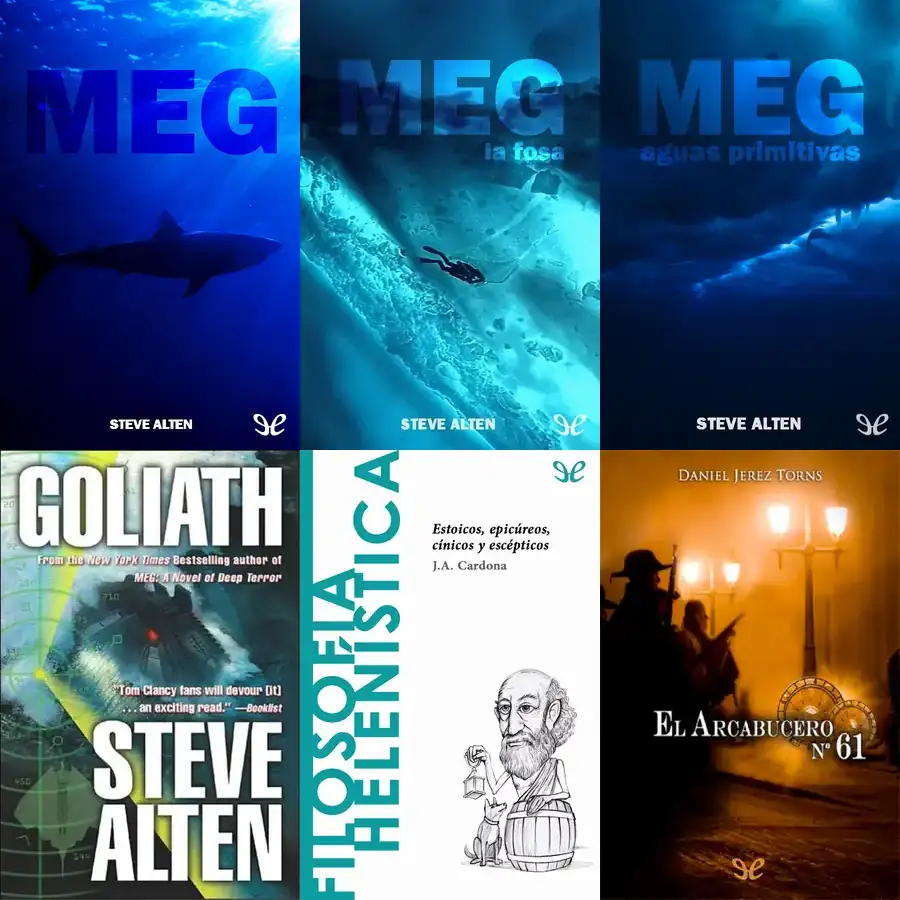 MEG
STEVE ALTEN
MEG
la fosa
STEVE ALTEN
MEG
aguas primitivas
STEVE ALTEN
GOLIATH
From the New York Times Bestselling author of
MEG: A Novel of Deep Terror
"Tom Clancy fans will devour [it]
. . . an exciting read." —Booklist
STEVE
ALTEN
FILOSOFÍA
HELENÍSTICA
Estoicos, epicúreos,
cínicos y escépticos
J.A. Cardona
DANIEL JEREZ TORNS
EL ARCABUCERO
Nº 61